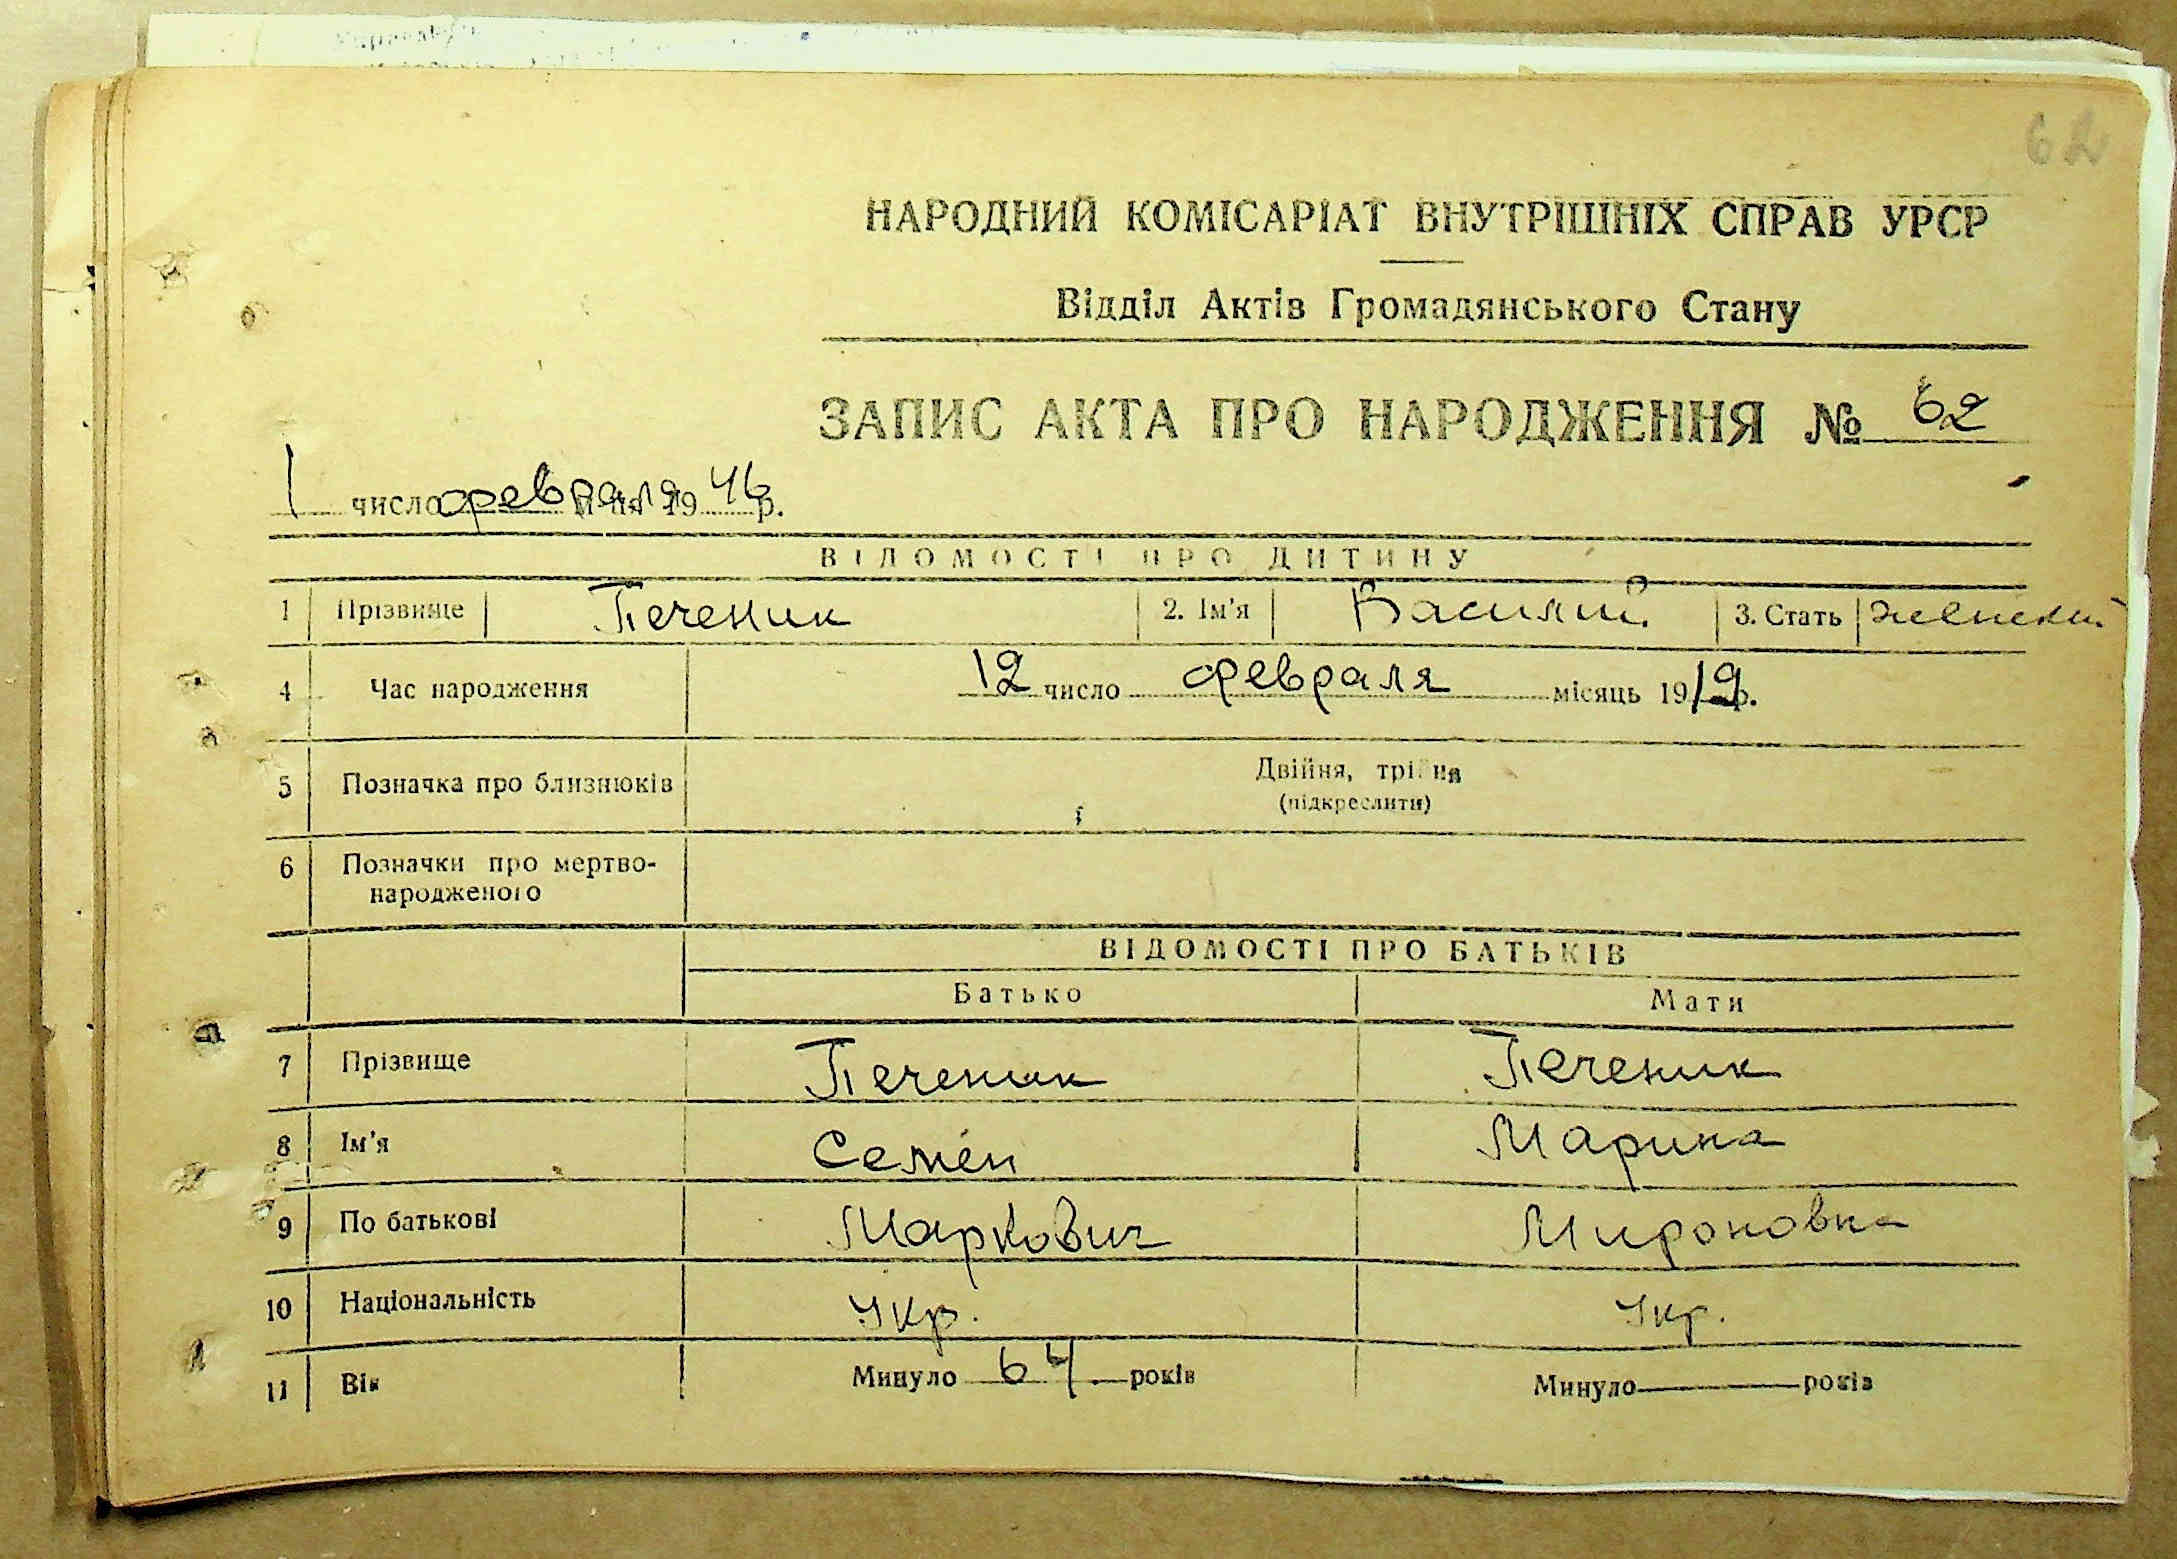 62
НАРОДНИЙ КОМІСАРІАТ ВНУТРІШНІХ СПРАВ УРСР
Відділ Актів Громадянського Стану
ЗАПИС АКТА ПРО НАРОДЖЕННЯ № 62
1 число февраля 1946 р.
ВІДОМОСТІ ПРО ДИТИНУ
1 Прізвище Печеник 2. Ім'я Василий 3. Стать женский
4 Час народження 12 число февраля місяць 1919р.
5 Позначка про близнюків Двійня, трійня
(підкреслити)
6 Позначки про мертво-
народженого
ВІДОМОСТІ ПРО БАТЬКІВ
Батько Мати
7 Прізвище Печеник Печеник
8 Ім'я Семен Марина
9 По батькові Маркович Мироновна
10 Національність Укр. Укр.
11 Вік Минуло 64 років Минуло — років